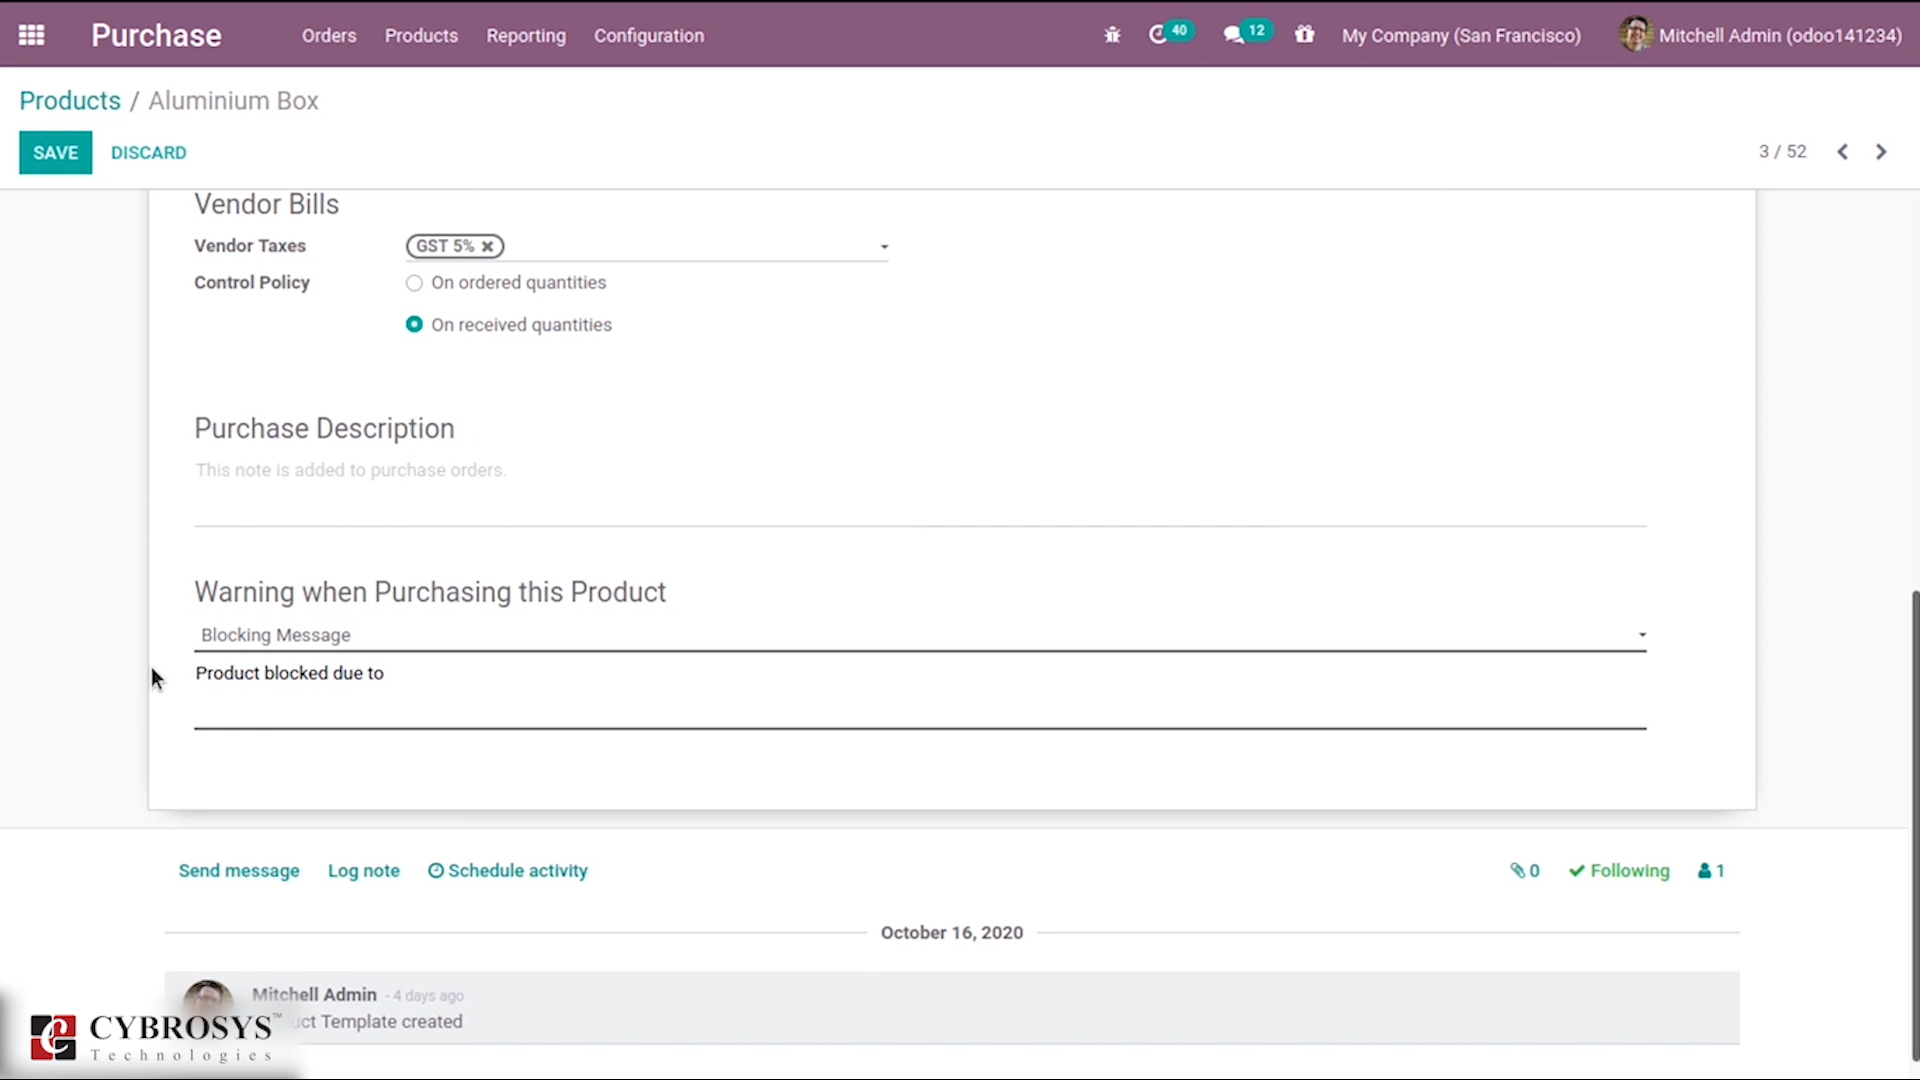 Purchase Orders Products Reporting Configuration 40 12 My Company (San Francisco) Mitchell Admin (odoo141234)
Products / Aluminium Box
SAVE DISCARD 3 / 52
Vendor Bills
Vendor Taxes GST 5%
Control Policy On ordered quantities
On received quantities
Purchase Description
This note is added to purchase orders.
Warning when Purchasing this Product
Blocking Message
Product blocked due to
Send message Log note Schedule activity 0 Following 1
October 16, 2020
Mitchell Admin - 4 days ago
uct Template created
CYBROSYS™
Technologies